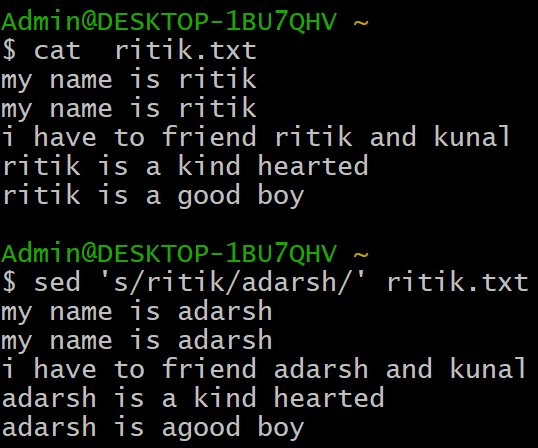 Admin@DESKTOP-1BU7QHV ~
$ cat  ritik.txt
my name is ritik
my name is ritik
i have to friend ritik and kunal
ritik is a kind hearted
ritik is a good boy

Admin@DESKTOP-1BU7QHV ~
$ sed 's/ritik/adarsh/' ritik.txt
my name is adarsh
my name is adarsh
i have to friend adarsh and kunal
adarsh is a kind hearted
adarsh is agood boy